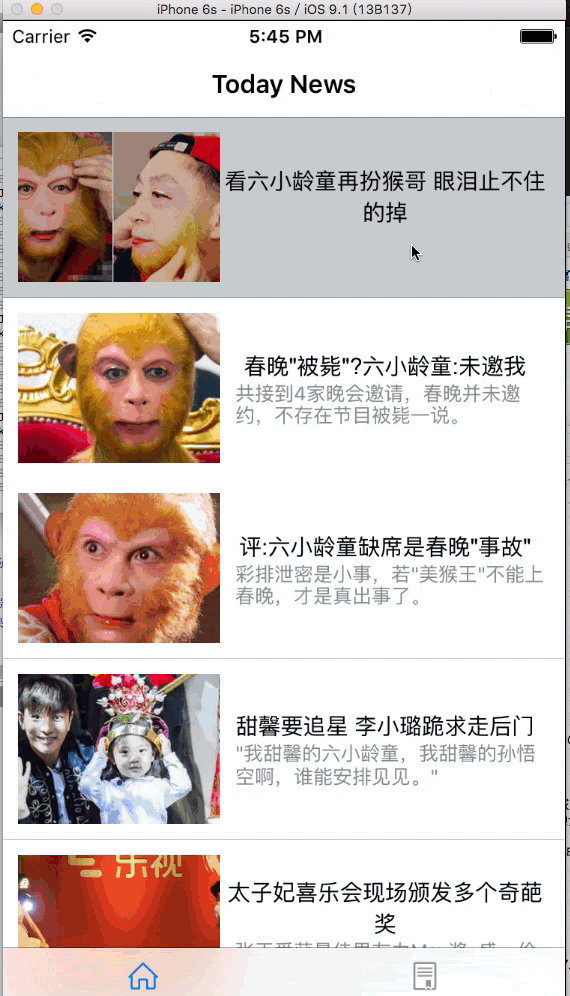 iPhone 6s - iPhone 6s / iOS 9.1 (13B137)
Carrier
5:45 PM
Today News
看六小龄童再扮猴哥 眼泪止不住
的掉
春晚"被毙"?六小龄童:未邀我
共接到4家晚会邀请，春晚并未邀
约，不存在节目被毙一说。
评:六小龄童缺席是春晚"事故"
彩排泄密是小事，若"美猴王"不能上
春晚，才是真出事了。
甜馨要追星 李小璐跪求走后门
"我甜馨的六小龄童，我甜馨的孙悟
空啊，谁能安排见见。"
乐视
太子妃喜乐会现场颁发多个奇葩
奖